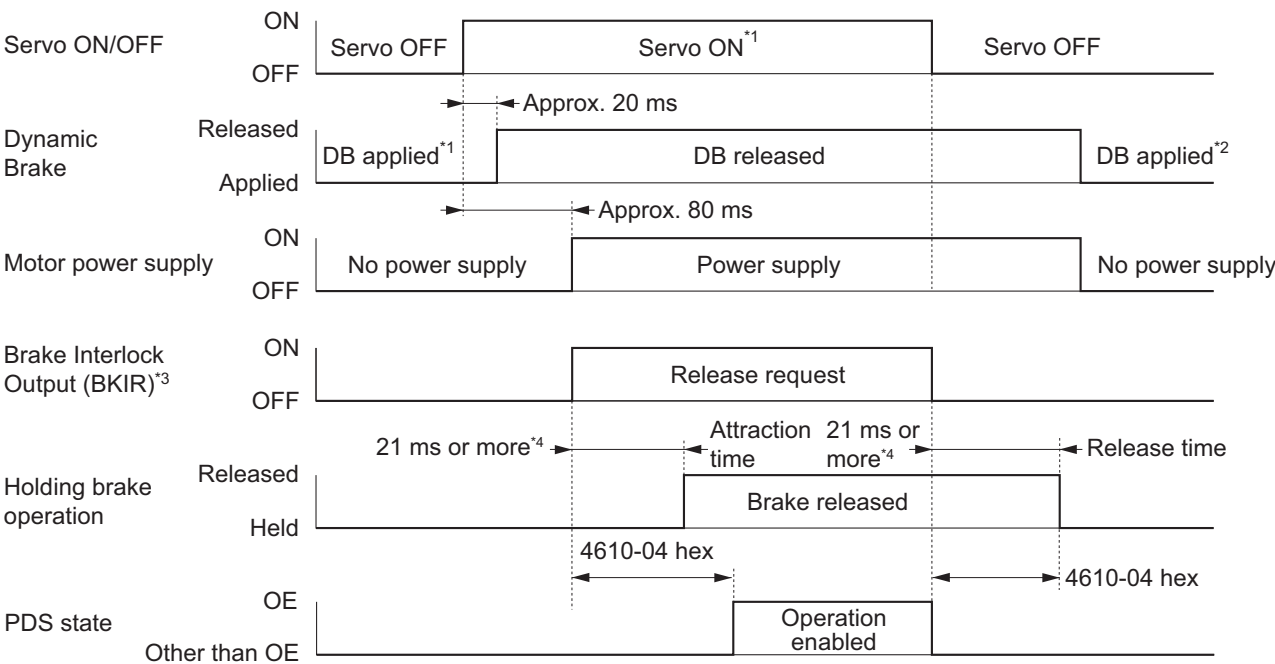 ON
Servo ON/OFF
Servo OFF
Servo ON*1
Servo OFF
OFF
Approx. 20 ms
Released
Dynamic
Brake
DB applied*1
DB released
DB applied*2
Applied
Approx. 80 ms
ON
Motor power supply
No power supply
Power supply
No power supply
OFF
ON
Brake Interlock
Output (BKIR)*3
Release request
OFF
21 ms or more*4
Attraction
time
21 ms or
more*4
Release time
Released
Holding brake
operation
Brake released
Held
4610-04 hex
4610-04 hex
OE
PDS state
Operation
enabled
Other than OE